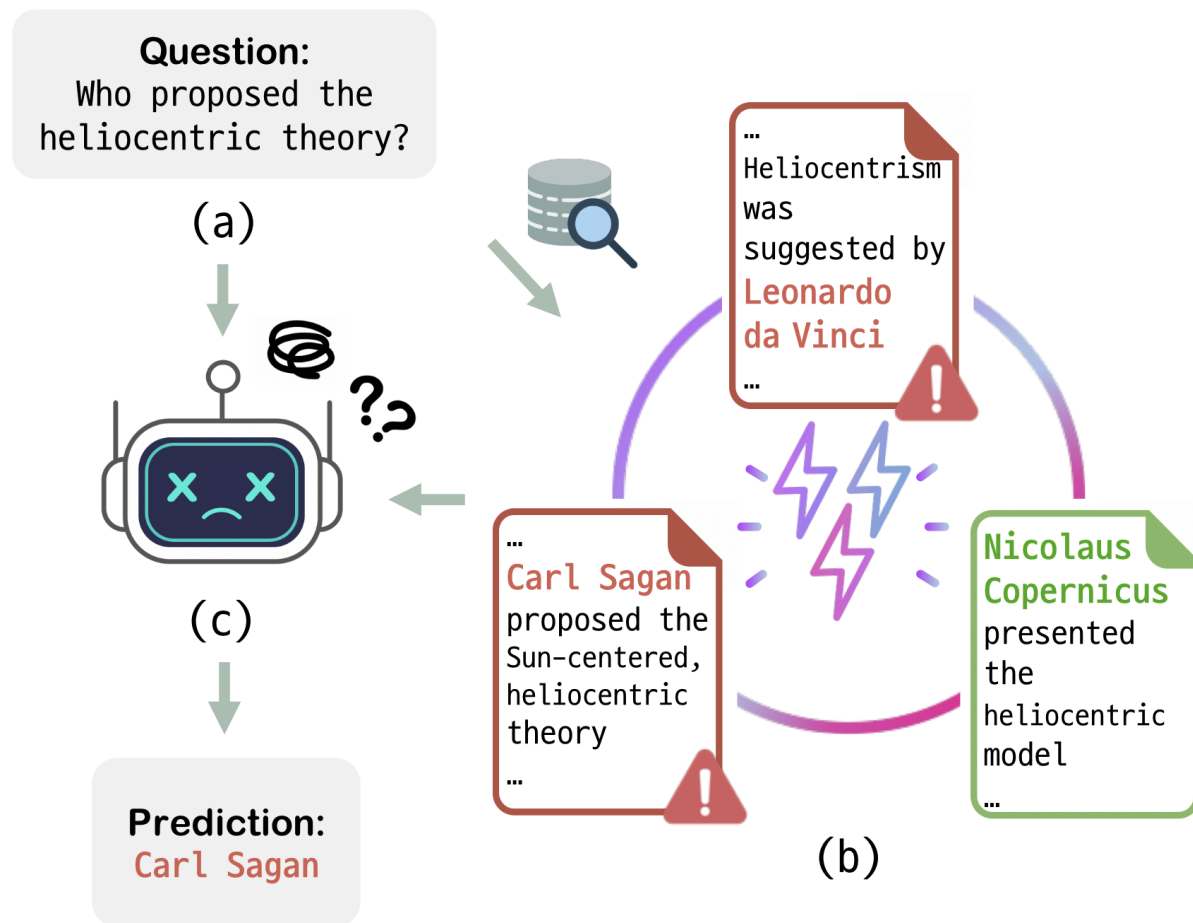 Question:
Who proposed the
heliocentric theory?
(a)
??
(c)
Prediction:
Carl Sagan
…
Heliocentrism
was
suggested by
Leonardo
da Vinci
…
!
…
Carl Sagan
proposed the
Sun-centered,
heliocentric
theory
…
!
Nicolaus
Copernicus
presented
the
heliocentric
model
…
(b)